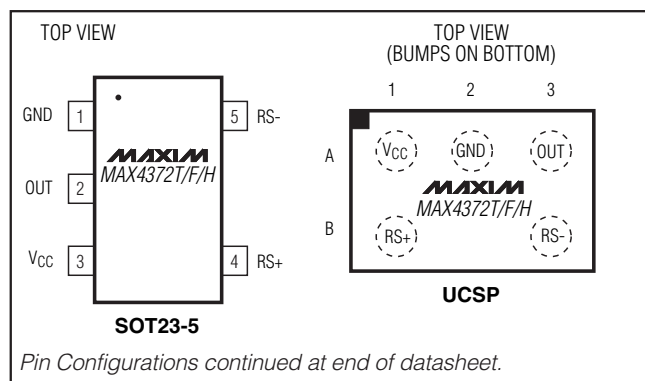 TOP VIEW
GND 1
5 RS-
MAXIM
MAX4372T/F/H
OUT 2
VCC 3
4 RS+
SOT23-5
TOP VIEW
(BUMPS ON BOTTOM)
1 2 3
A
VCC GND OUT
MAXIM
MAX4372T/F/H
B
RS+ RS-
UCSP
Pin Configurations continued at end of datasheet.